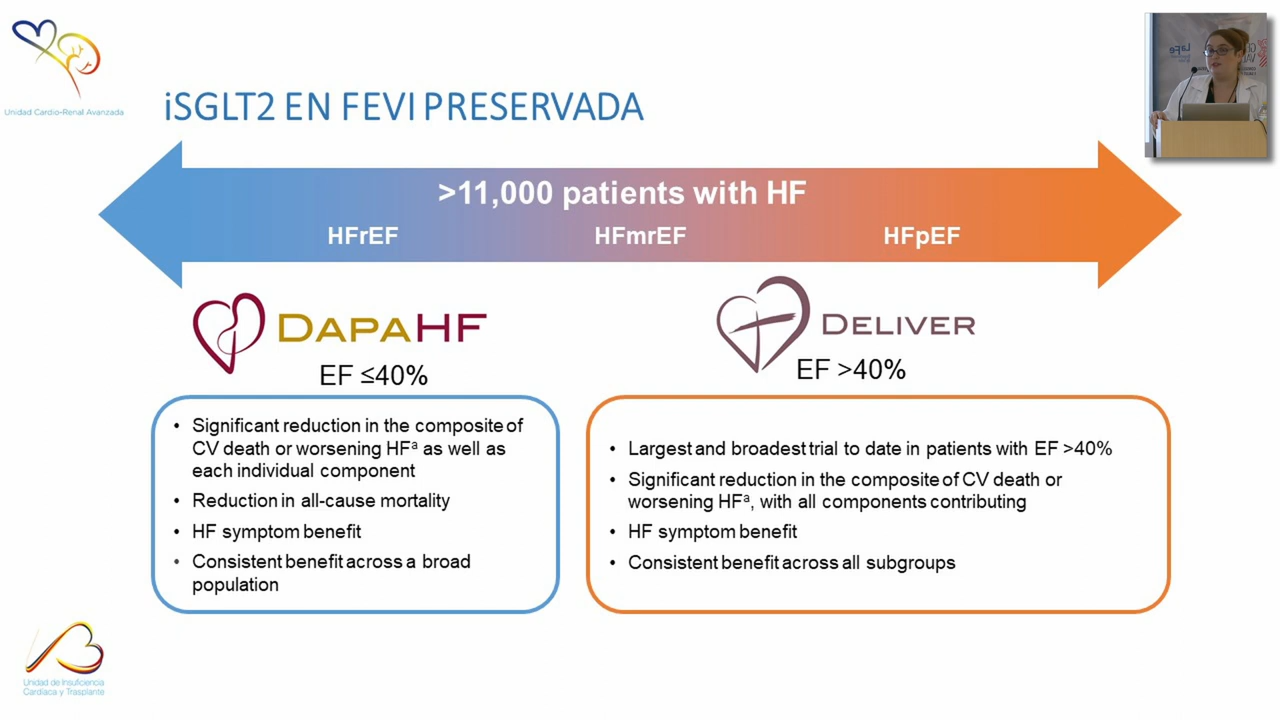 Unidad Cardio-Renal Avanzada
iSGLT2 EN FEVI PRESERVADA
>11,000 patients with HF
HFrEF HFmrEF HFpEF
DAPAHF
EF ≤40%
• Significant reduction in the composite of
CV death or worsening HFᵃ as well as
each individual component
• Reduction in all-cause mortality
• HF symptom benefit
• Consistent benefit across a broad
population
DELIVER
EF >40%
• Largest and broadest trial to date in patients with EF >40%
• Significant reduction in the composite of CV death or
worsening HFᵃ, with all components contributing
• HF symptom benefit
• Consistent benefit across all subgroups
Unidad de Insuficiencia
Cardíaca y Trasplante